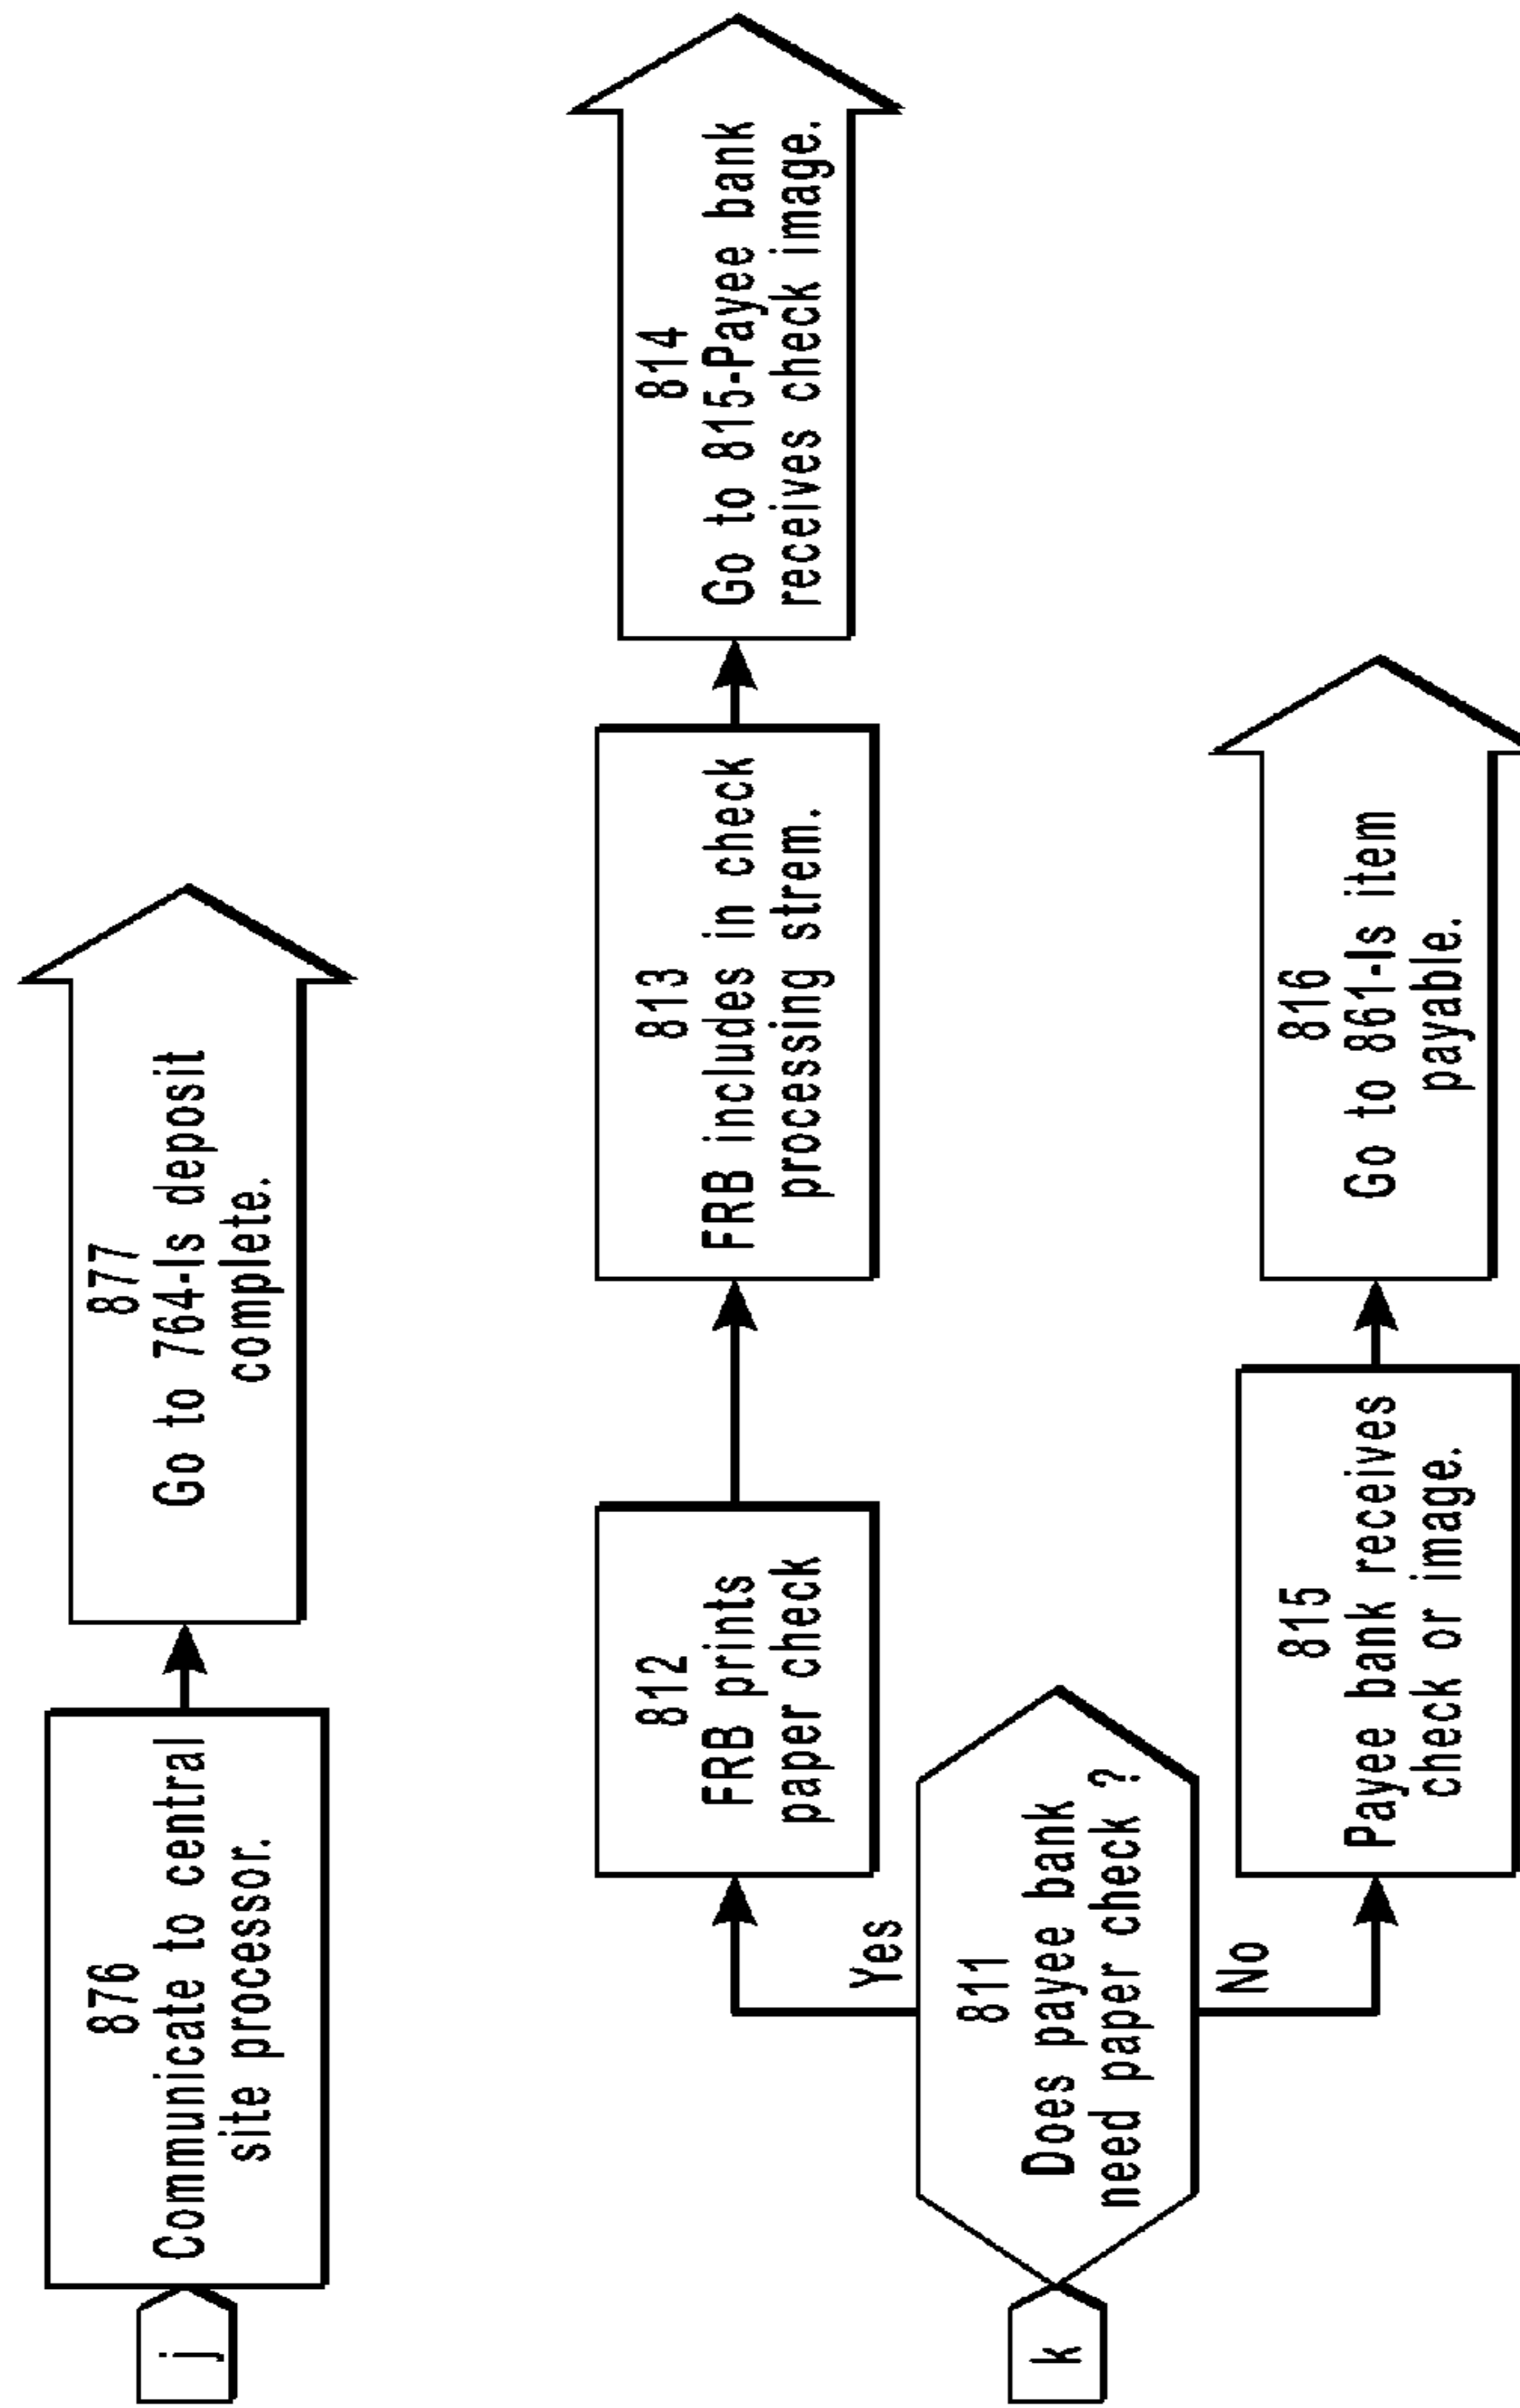 j
876
Communicate to central
site processor.
877
Go to 764-Is deposit
complete.
812
FRB prints
paper check
813
FRB includes in check
processing strem.
814
Go to 815-Payee bank
receives check image.
Yes
k
811
Does payee bank
need paper check ?
No
815
Payee bank receives
check or image.
816
Go to 861-Is item
payable.